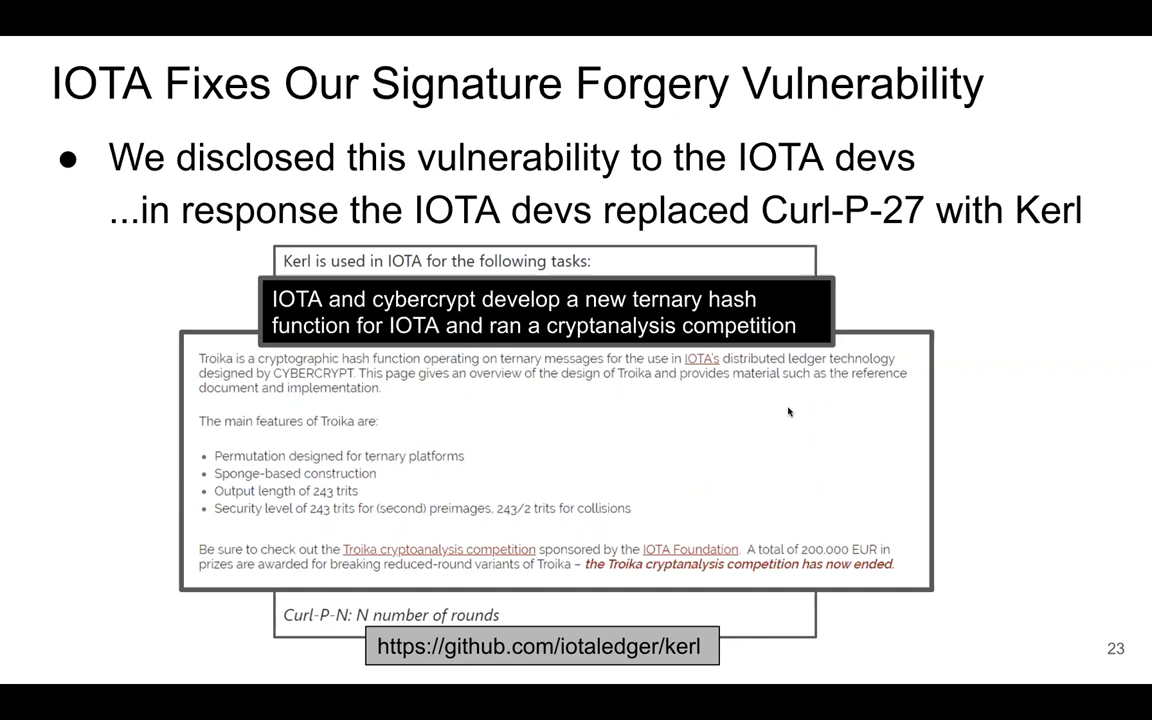 IOTA Fixes Our Signature Forgery Vulnerability
● We disclosed this vulnerability to the IOTA devs
...in response the IOTA devs replaced Curl-P-27 with Kerl
Kerl is used in IOTA for the following tasks:
IOTA and cybercrypt develop a new ternary hash
function for IOTA and ran a cryptanalysis competition
Troika is a cryptographic hash function operating on ternary messages for the use in IOTA's distributed ledger technology
designed by CYBERCRYPT. This page gives an overview of the design of Troika and provides material such as the reference
document and implementation.
The main features of Troika are:
• Permutation designed for ternary platforms
• Sponge-based construction
• Output length of 243 trits
• Security level of 243 trits for (second) preimages, 243/2 trits for collisions
Be sure to check out the Troika cryptoanalysis competition sponsored by the IOTA Foundation. A total of 200.000 EUR in
prizes are awarded for breaking reduced-round variants of Troika – the Troika cryptanalysis competition has now ended.
Curl-P-N: N number of rounds
https://github.com/iotaledger/kerl
23